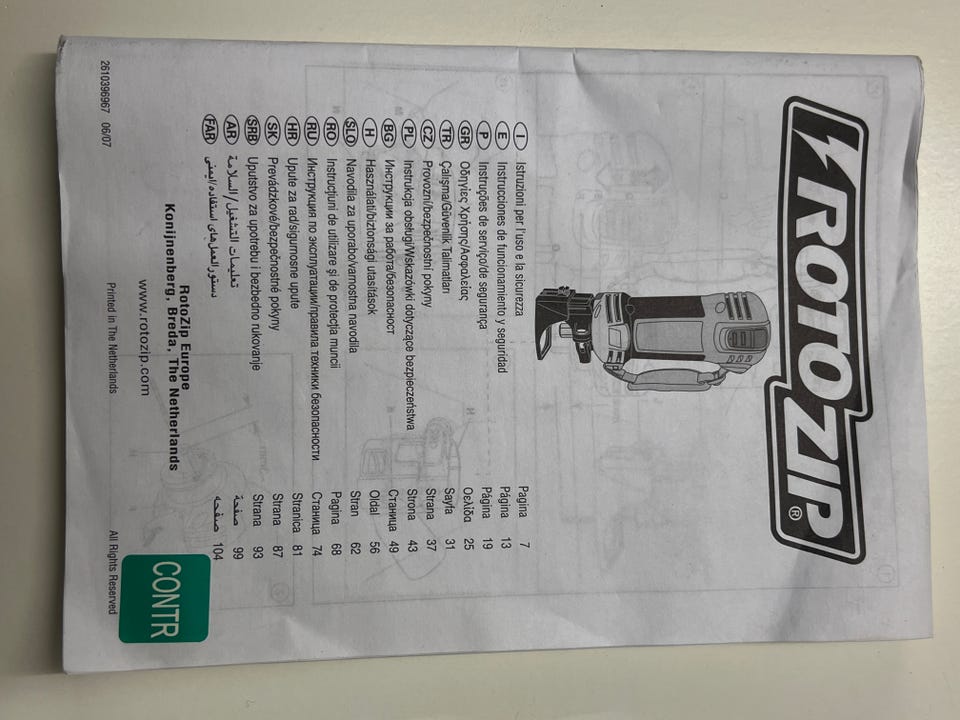 ROTOZIP®
I Istruzioni per l'uso e la sicurezza Pagina 7
E Instrucciones de funcionamiento y seguridad Página 13
P Instruções de serviço/de segurança Página 19
GR Οδηγίες Χρήσης/Ασφαλείας Σελίδα 25
TR Çalışma/Güvenlik Talimatları Sayfa 31
CZ Provozní/bezpečnostní pokyny Strana 37
PL Instrukcja obsługi/Wskazówki dotyczące bezpieczeństwa Strona 43
BG Инструкции за работа/безопасност Станица 49
H Használati/biztonsági utasítások Oldal 56
SLO Navodila za uporabo/varnostna navodila Stran 62
RO Instrucţiuni de utilizare şi de protecţia muncii Pagina 68
RU Инструкция по эксплуатации/правила техники безопасности Станица 74
HR Upute za rad/sigurnosne upute Stranica 81
SK Prevádzkové/bezpečnostné pokyny Strana 87
SRB Uputstvo za upotrebu i bezbedno rukovanje Strana 93
AR تعليمات التشغيل/السلامة صفحة 99
FAR دستورالعمل‌های استفاده/ایمنی صفحه 104
RotoZip Europe
Konijnenberg, Breda, The Netherlands
www.rotozip.com
2610396967 06/07 Printed in The Netherlands All Rights Reserved
CONTR